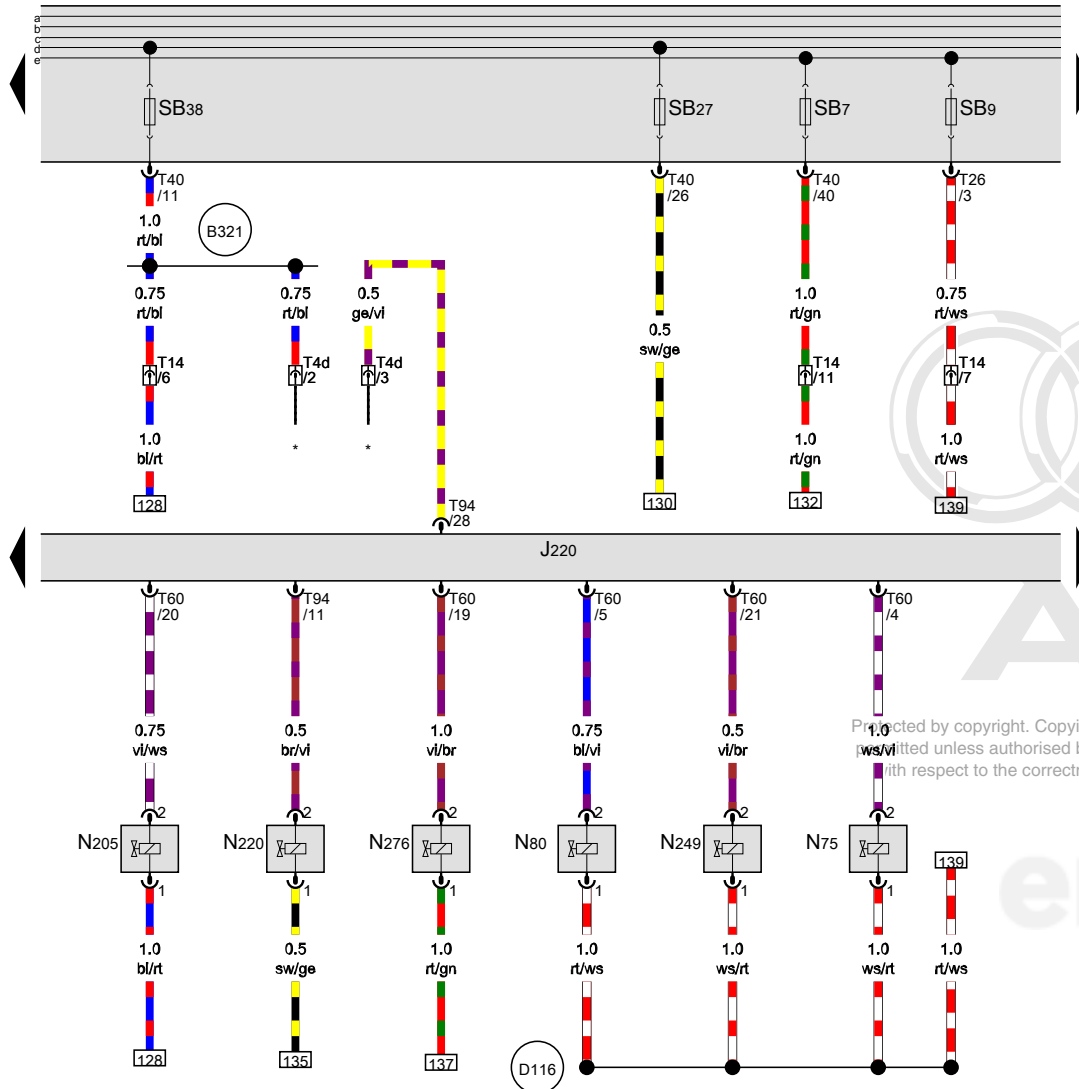 a
b
c
d
e
SB38
SB27
SB7
SB9
T40
/11
T40
/26
T40
/40
T26
/3
1.0
rt/bl
B321
0.75
rt/bl
0.75
rt/bl
0.5
ge/vi
0.5
sw/ge
1.0
rt/gn
0.75
rt/ws
T14
/6
T4d
/2
T4d
/3
T14
/11
T14
/7
*
*
1.0
bl/rt
1.0
rt/gn
1.0
rt/ws
128
130
132
139
T94
/28
J220
T60
/20
T94
/11
T60
/19
T60
/5
T60
/21
T60
/4
0.75
vi/ws
0.5
br/vi
1.0
vi/br
0.75
bl/vi
0.5
vi/br
1.0
ws/vi
Protected by copyright. Copyi
permitted unless authorised b
with respect to the correctn
2
2
2
2
2
2
N205
N220
N276
N80
N249
N75
139
1
1
1
1
1
1
1.0
bl/rt
0.5
sw/ge
1.0
rt/gn
1.0
rt/ws
1.0
ws/rt
1.0
ws/rt
1.0
rt/ws
128
135
137
D116